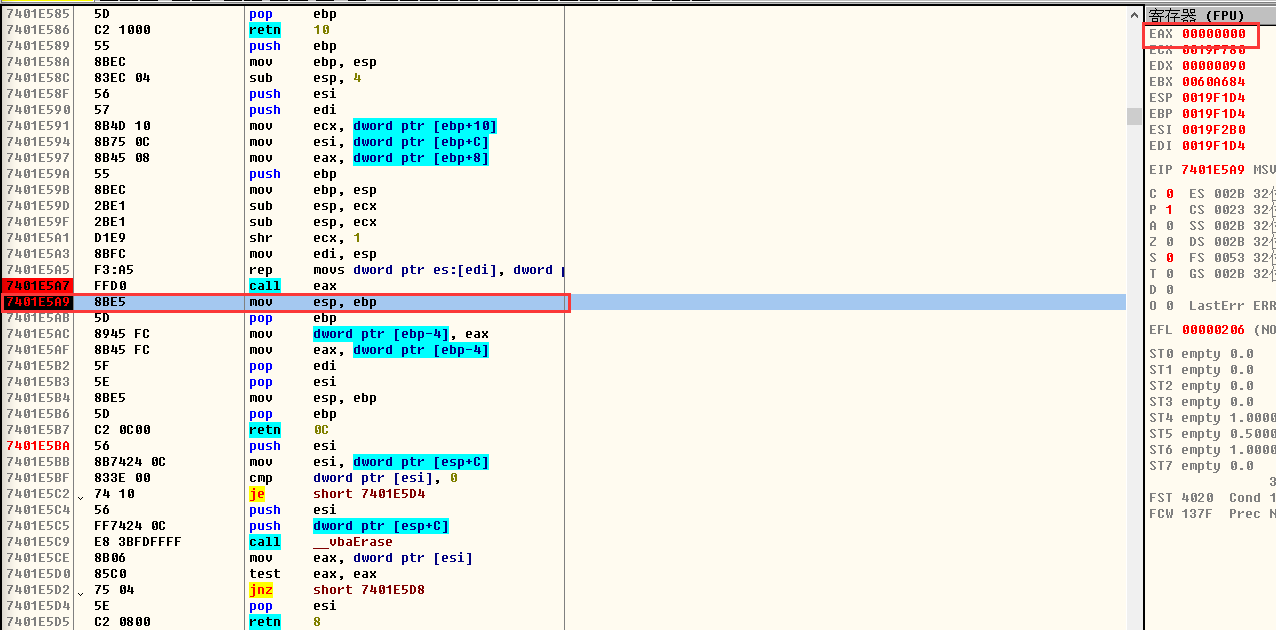 7401E585 5D pop ebp
7401E586 C2 1000 retn 10
7401E589 55 push ebp
7401E58A 8BEC mov ebp, esp
7401E58C 83EC 04 sub esp, 4
7401E58F 56 push esi
7401E590 57 push edi
7401E591 8B4D 10 mov ecx, dword ptr [ebp+10]
7401E594 8B75 0C mov esi, dword ptr [ebp+C]
7401E597 8B45 08 mov eax, dword ptr [ebp+8]
7401E59A 55 push ebp
7401E59B 8BEC mov ebp, esp
7401E59D 2BE1 sub esp, ecx
7401E59F 2BE1 sub esp, ecx
7401E5A1 D1E9 shr ecx, 1
7401E5A3 8BFC mov edi, esp
7401E5A5 F3:A5 rep movs dword ptr es:[edi], dword
7401E5A7 FFD0 call eax
7401E5A9 8BE5 mov esp, ebp
7401E5AB 5D pop ebp
7401E5AC 8945 FC mov dword ptr [ebp-4], eax
7401E5AF 8B45 FC mov eax, dword ptr [ebp-4]
7401E5B2 5F pop edi
7401E5B3 5E pop esi
7401E5B4 8BE5 mov esp, ebp
7401E5B6 5D pop ebp
7401E5B7 C2 0C00 retn 0C
7401E5BA 56 push esi
7401E5BB 8B7424 0C mov esi, dword ptr [esp+C]
7401E5BF 833E 00 cmp dword ptr [esi], 0
7401E5C2 74 10 je short 7401E5D4
7401E5C4 56 push esi
7401E5C5 FF7424 0C push dword ptr [esp+C]
7401E5C9 E8 3BFDFFFF call __vbaErase
7401E5CE 8B06 mov eax, dword ptr [esi]
7401E5D0 85C0 test eax, eax
7401E5D2 75 04 jnz short 7401E5D8
7401E5D4 5E pop esi
7401E5D5 C2 0800 retn 8
寄存器 (FPU)
EAX 00000000
ECX 0019F780
EDX 00000090
EBX 0060A684
ESP 0019F1D4
EBP 0019F1D4
ESI 0019F2B0
EDI 0019F1D4
EIP 7401E5A9 MSV
C 0 ES 002B 32
P 1 CS 0023 32
A 0 SS 002B 32
Z 0 DS 002B 32
S 0 FS 0053 32
T 0 GS 002B 32
D 0
O 0 LastErr ERR
EFL 00000206 (NO
ST0 empty 0.0
ST1 empty 0.0
ST2 empty 0.0
ST3 empty 0.0
ST4 empty 1.0000
ST5 empty 0.5000
ST6 empty 1.0000
ST7 empty 0.0
3
FST 4020 Cond 1
FCW 137F Prec N